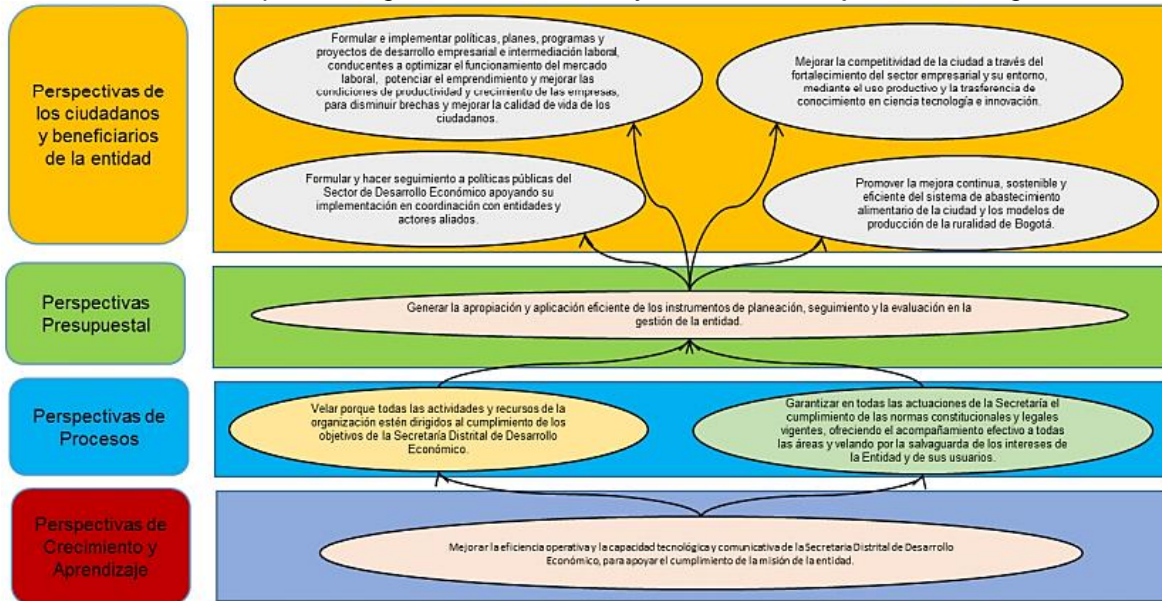 Perspectivas de
los ciudadanos
y beneficiarios
de la entidad
Formular e implementar políticas, planes, programas y
proyectos de desarrollo empresarial e intermediación laboral,
conducentes a optimizar el funcionamiento del mercado
laboral, potenciar el emprendimiento y mejorar las
condiciones de productividad y crecimiento de las empresas,
para disminuir brechas y mejorar la calidad de vida de los
ciudadanos.
Mejorar la competitividad de la ciudad a través del
fortalecimiento del sector empresarial y su entorno,
mediante el uso productivo y la trasferencia de
conocimiento en ciencia tecnología e innovación.
Formular y hacer seguimiento a políticas públicas del
Sector de Desarrollo Económico apoyando su
implementación en coordinación con entidades y
actores aliados.
Promover la mejora continua, sostenible y
eficiente del sistema de abastecimiento
alimentario de la ciudad y los modelos de
producción de la ruralidad de Bogotá.
Perspectivas
Presupuestal
Generar la apropiación y aplicación eficiente de los instrumentos de planeación, seguimiento y la evaluación en la
gestión de la entidad.
Perspectivas de
Procesos
Velar porque todas las actividades y recursos de la
organización estén dirigidos al cumplimiento de los
objetivos de la Secretaría Distrital de Desarrollo
Económico.
Garantizar en todas las actuaciones de la Secretaría el
cumplimiento de las normas constitucionales y legales
vigentes, ofreciendo el acompañamiento efectivo a todas
las áreas y velando por la salvaguarda de los intereses de
la Entidad y de sus usuarios.
Perspectivas de
Crecimiento y
Aprendizaje
Mejorar la eficiencia operativa y la capacidad tecnológica y comunicativa de la Secretaria Distrital de Desarrollo
Económico, para apoyar el cumplimiento de la misión de la entidad.